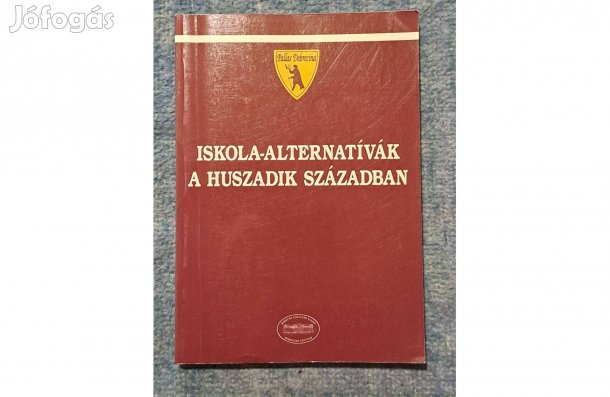 Jófogás
Pallas Debrecina
ISKOLA-ALTERNATÍVÁK
A HUSZADIK SZÁZADBAN